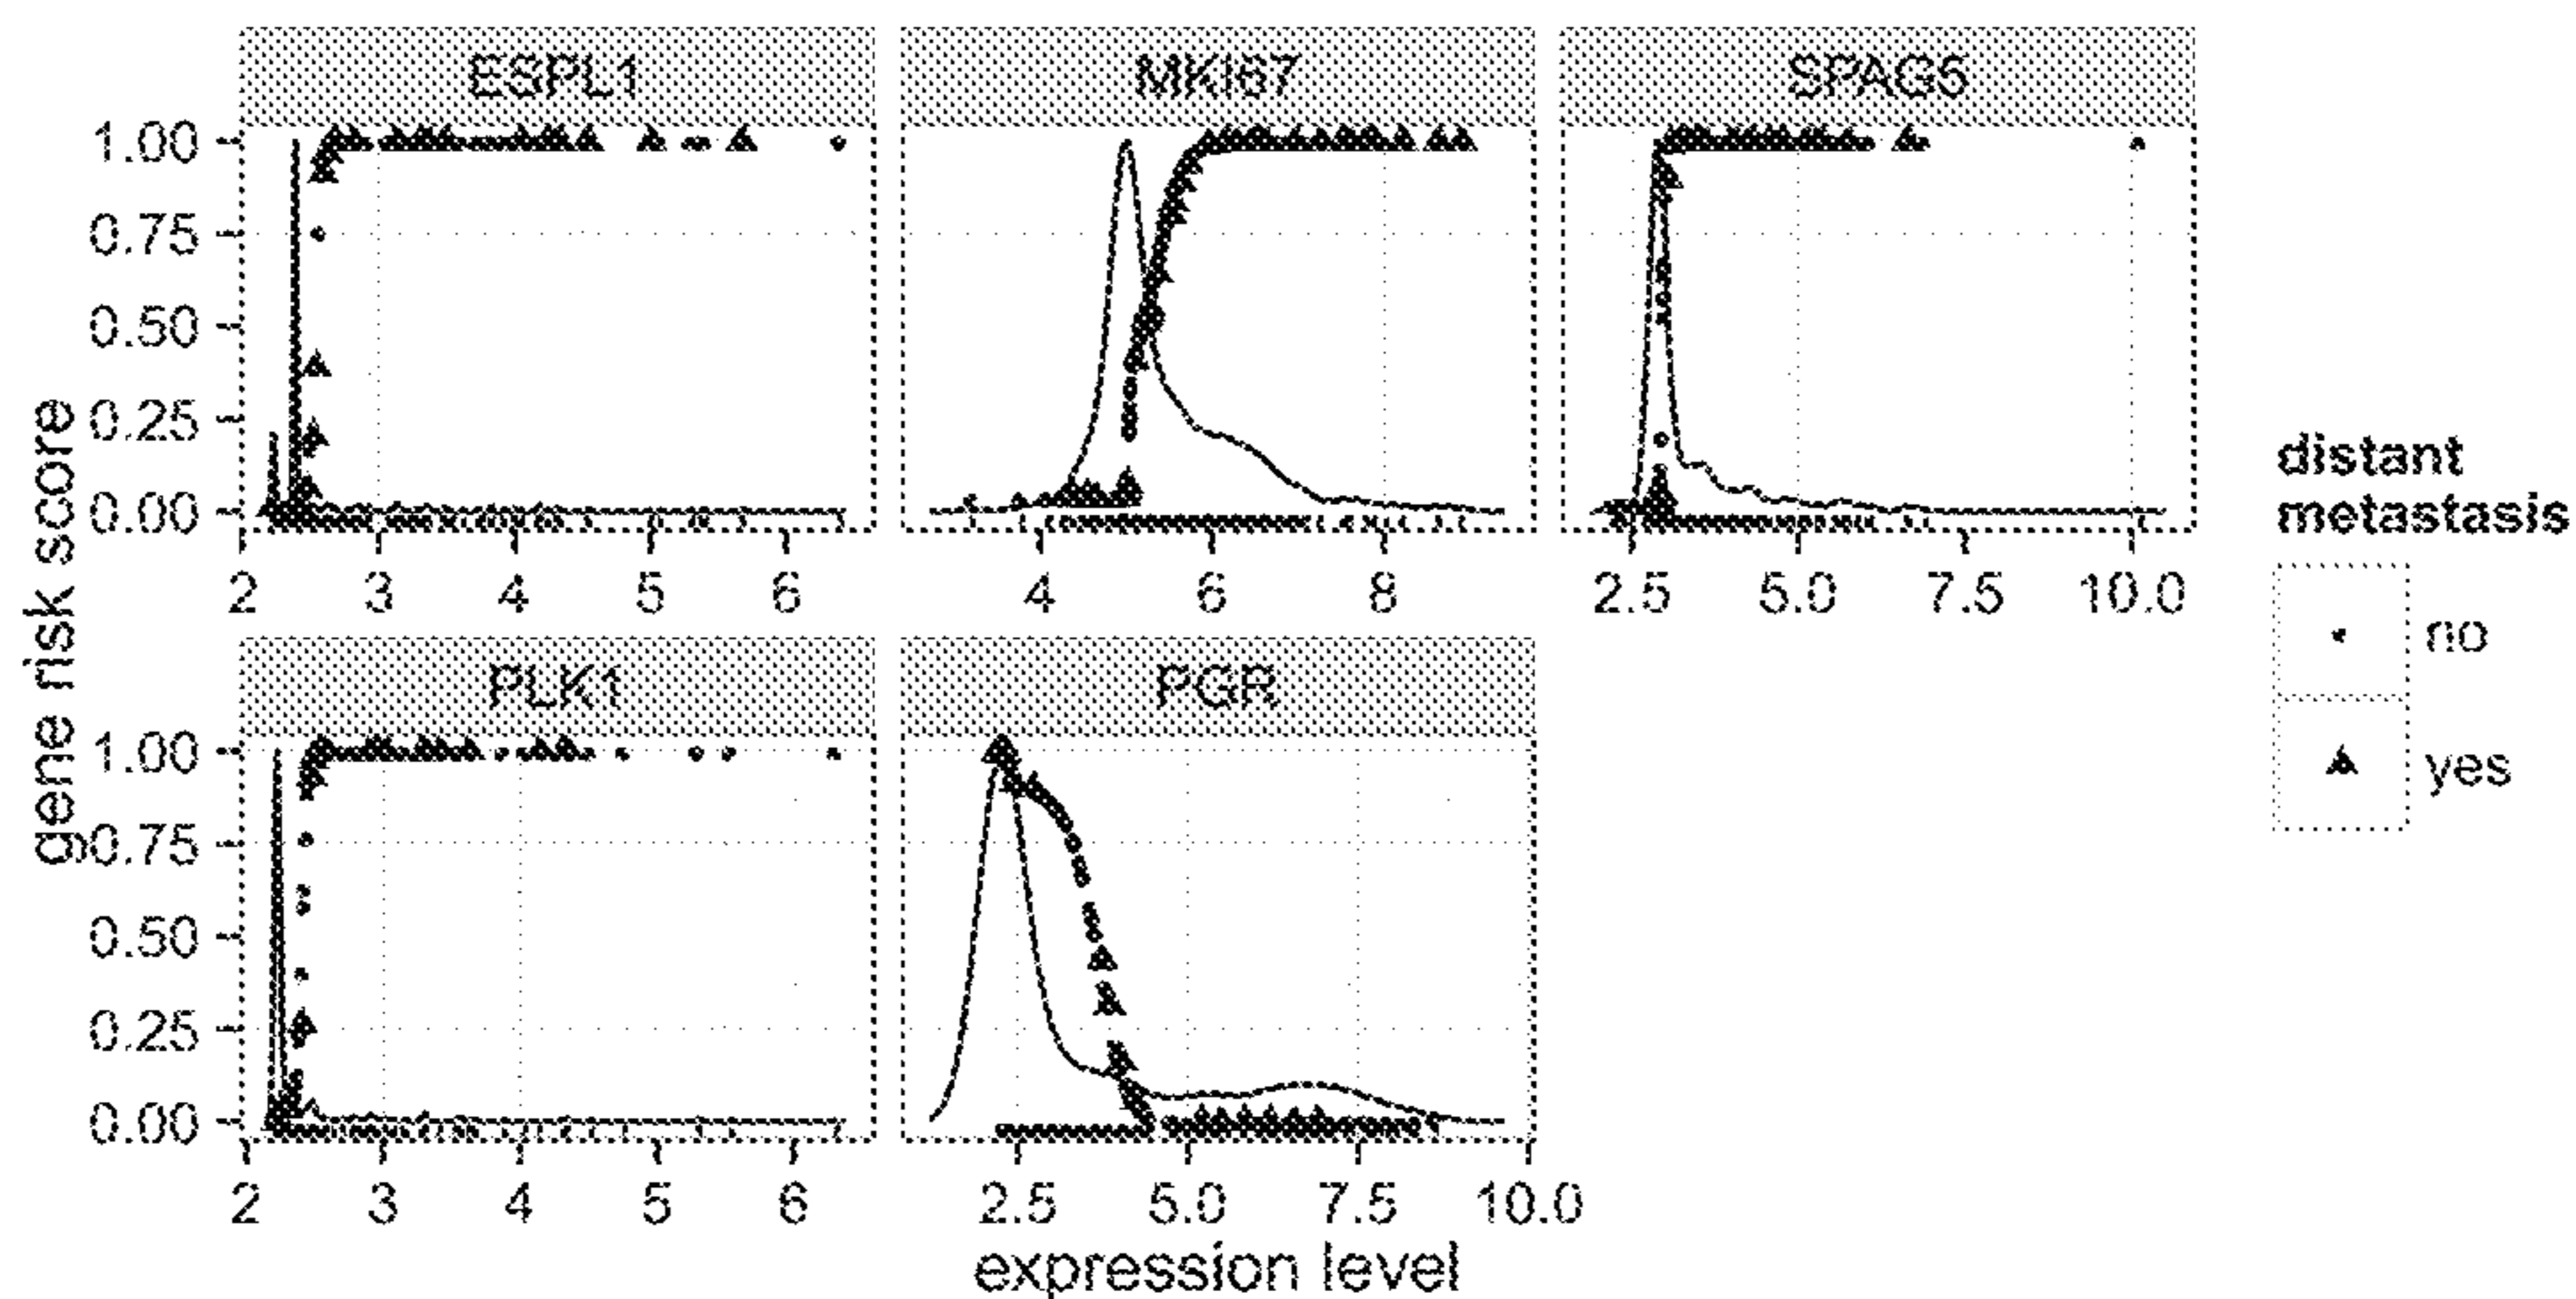 ESPL1 MKI67 SPAG5
1.00
0.75
0.50
0.25
0.00
2 3 4 5 6 4 6 8 2.5 5.0 7.5 10.0
PLK1 PGR
1.00
0.75
0.50
0.25
0.00
2 3 4 5 6 2.5 5.0 7.5 10.0
expression level
gene risk score
distant
metastasis
no
yes